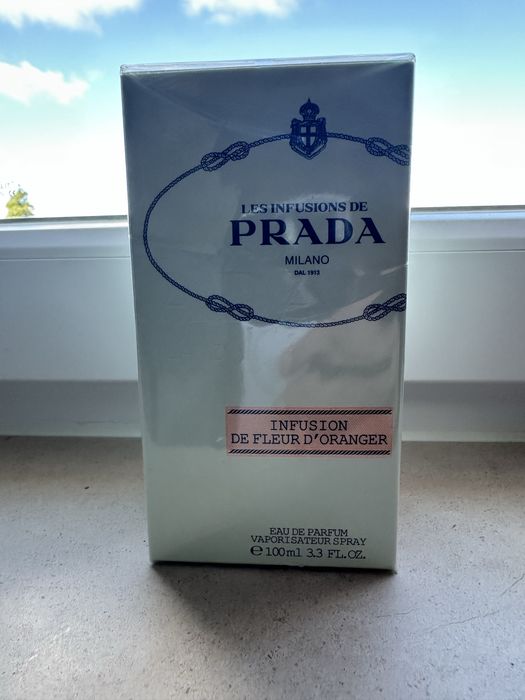 LES INFUSIONS DE
PRADA
MILANO
DAL 1913
INFUSION
DE FLEUR D'ORANGER
EAU DE PARFUM
VAPORISATEUR SPRAY
℮ 100ml 3.3 FL.OZ.